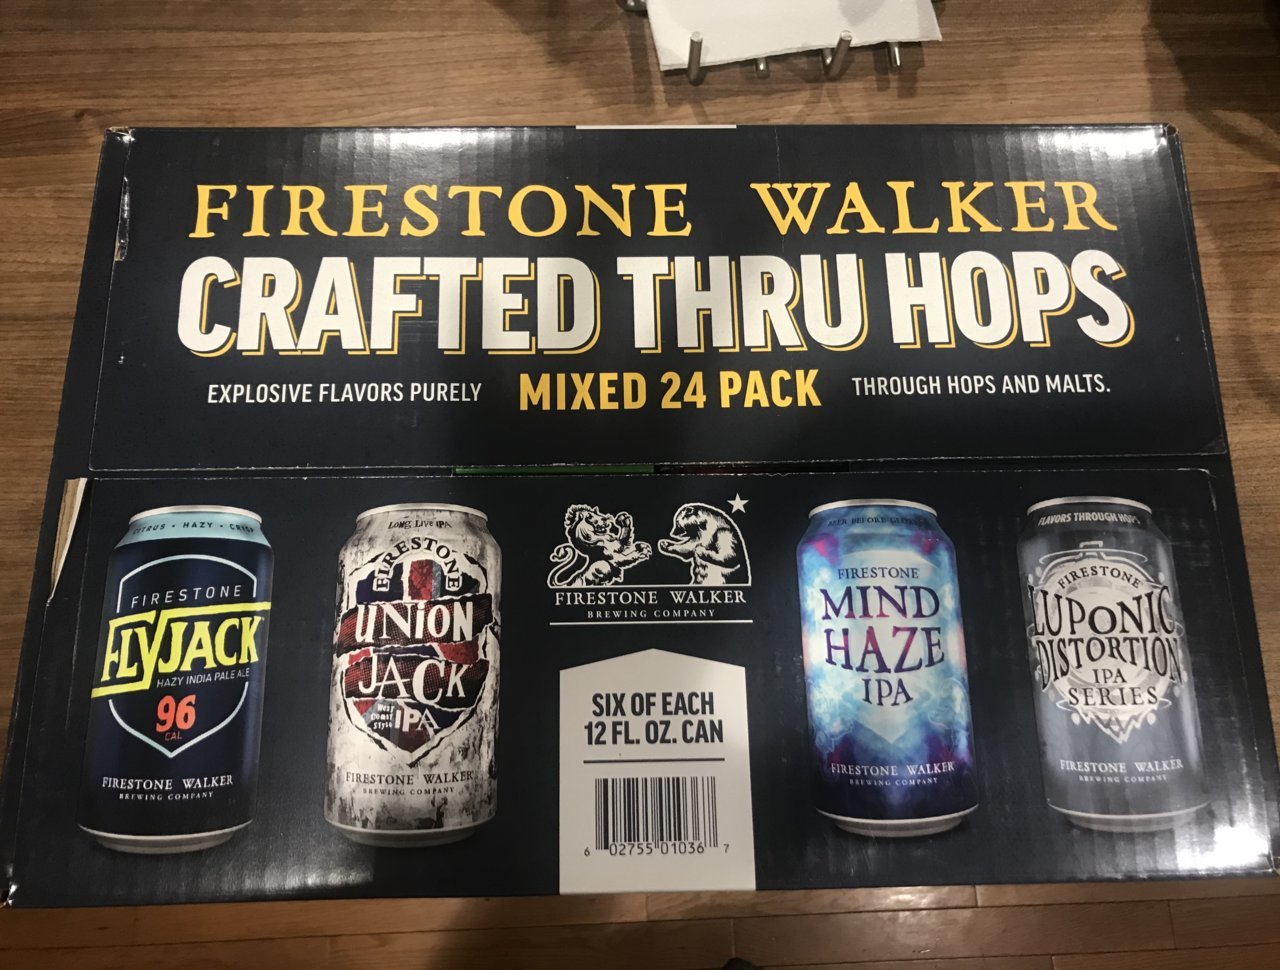 FIRESTONE WALKER
CRAFTED THRU HOPS
EXPLOSIVE FLAVORS PURELY MIXED 24 PACK THROUGH HOPS AND MALTS.
CITRUS • HAZY • CRISP
FIRESTONE
FLYJACK
HAZY INDIA PALE ALE
96
CAL
FIRESTONE WALKER
BREWING COMPANY
LONG LIVE IPA
FIRESTONE
UNION
JACK
West
Coast
Style
IPA
FIRESTONE WALKER
BREWING COMPANY
FIRESTONE WALKER
BREWING COMPANY
SIX OF EACH
12 FL. OZ. CAN
6 02755 01036 7
BEER BEFORE
FIRESTONE
MIND
HAZE
IPA
FIRESTONE WALKER
BREWING COMPANY
FLAVORS THROUGH HOPS
FIRESTONE
LUPONIC
DISTORTION
IPA
SERIES
FIRESTONE WALKER
BREWING COMPANY